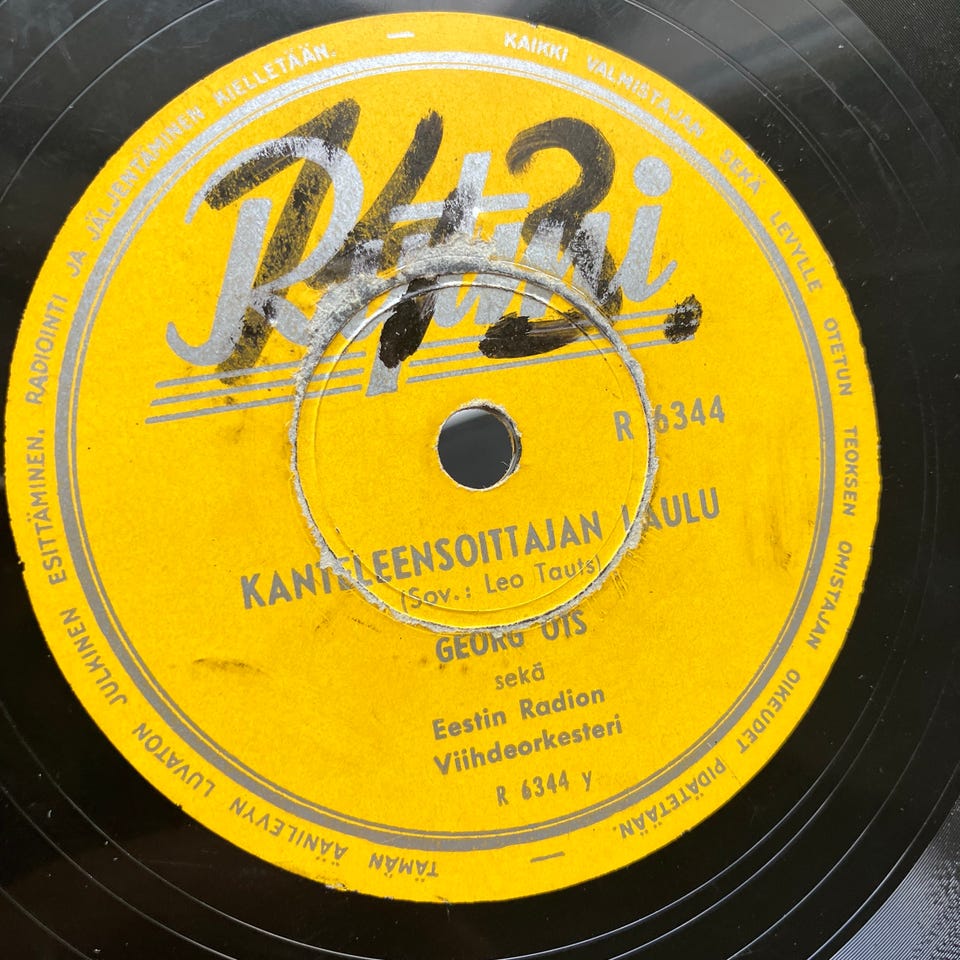 KAIKKI VALMISTAJAN SEKÄ LEVYLLE OTETUN TEOKSEN OMISTAJAN OIKEUDET PIDÄTETÄÄN. — TÄMÄN ÄÄNILEVYN LUVATON JULKINEN ESITTÄMINEN, RADIOINTI JA JÄLJENTÄMINEN KIELLETÄÄN. —
Rytmi
743.
R 6344
KANTELEENSOITTAJAN LAULU
(Sov.: Leo Tauts)
GEORG OTS
sekä
Eestin Radion
Viihdeorkesteri
R 6344 y